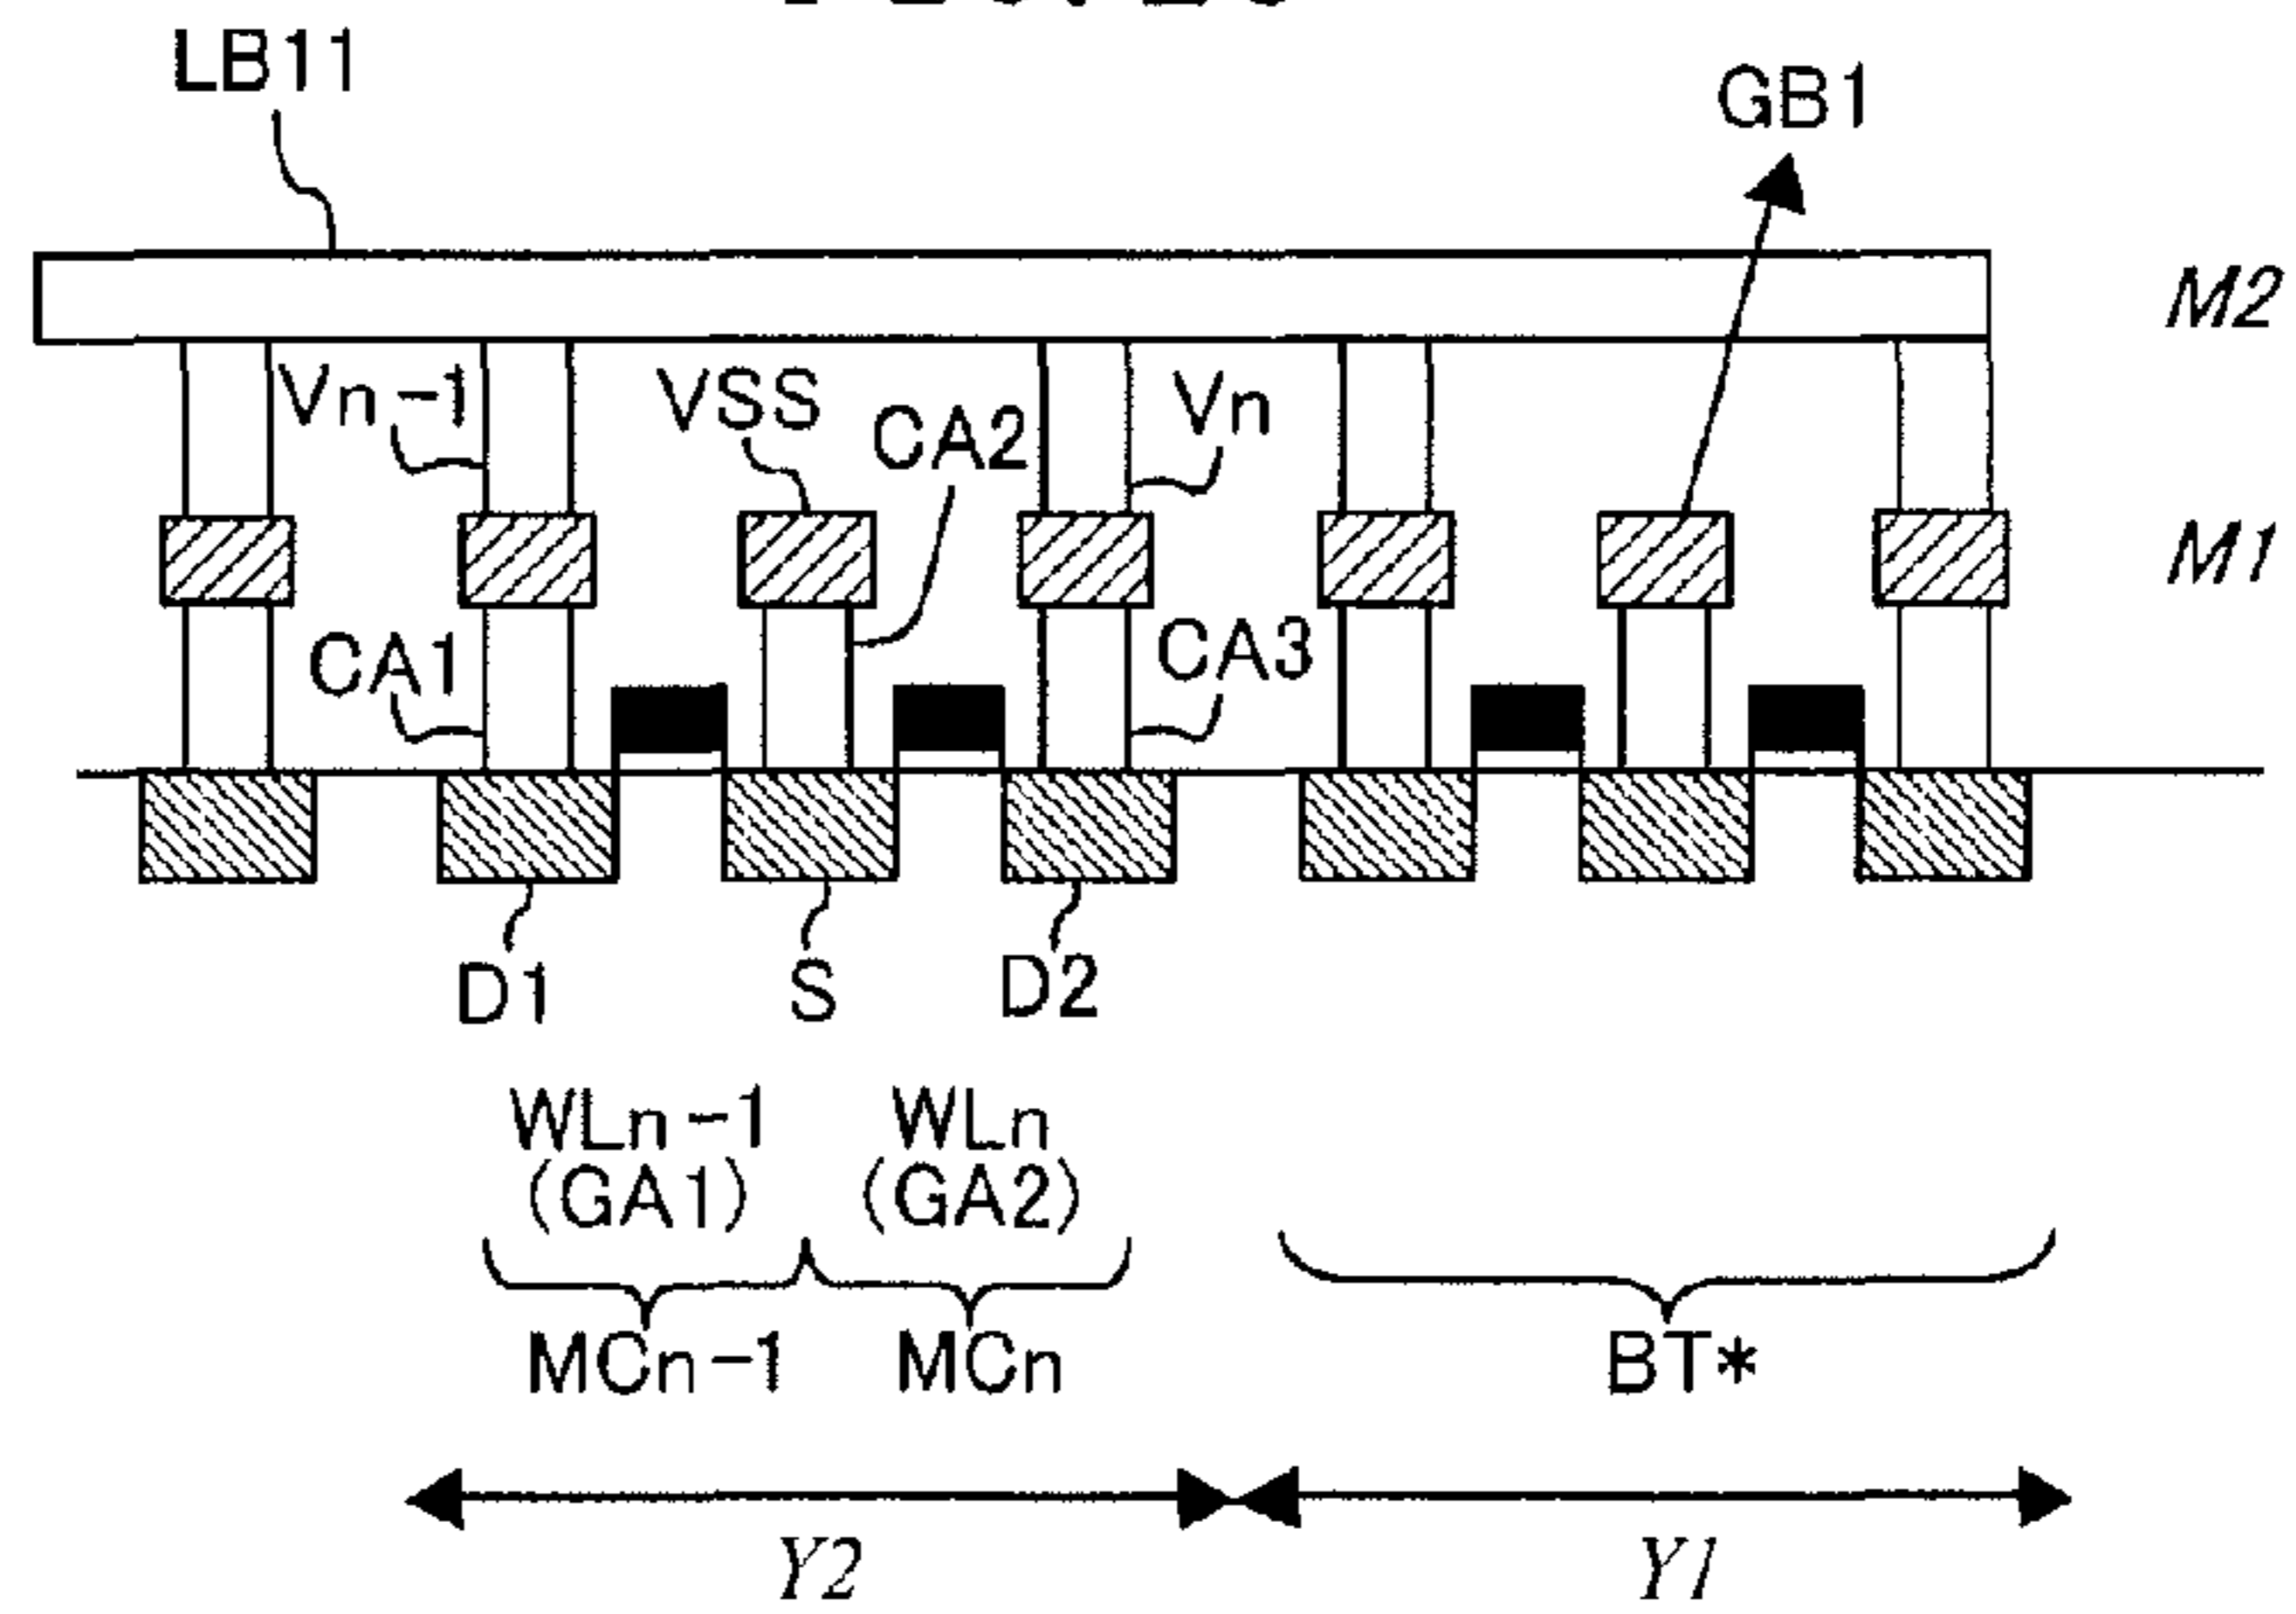 LB11
GB1
M2
Vn-1
VSS
CA2
Vn
M1
CA1
CA3
D1
S
D2
WLn-1
(GA1)
WLn
(GA2)
MCn-1
MCn
BT*
Y2
Y1